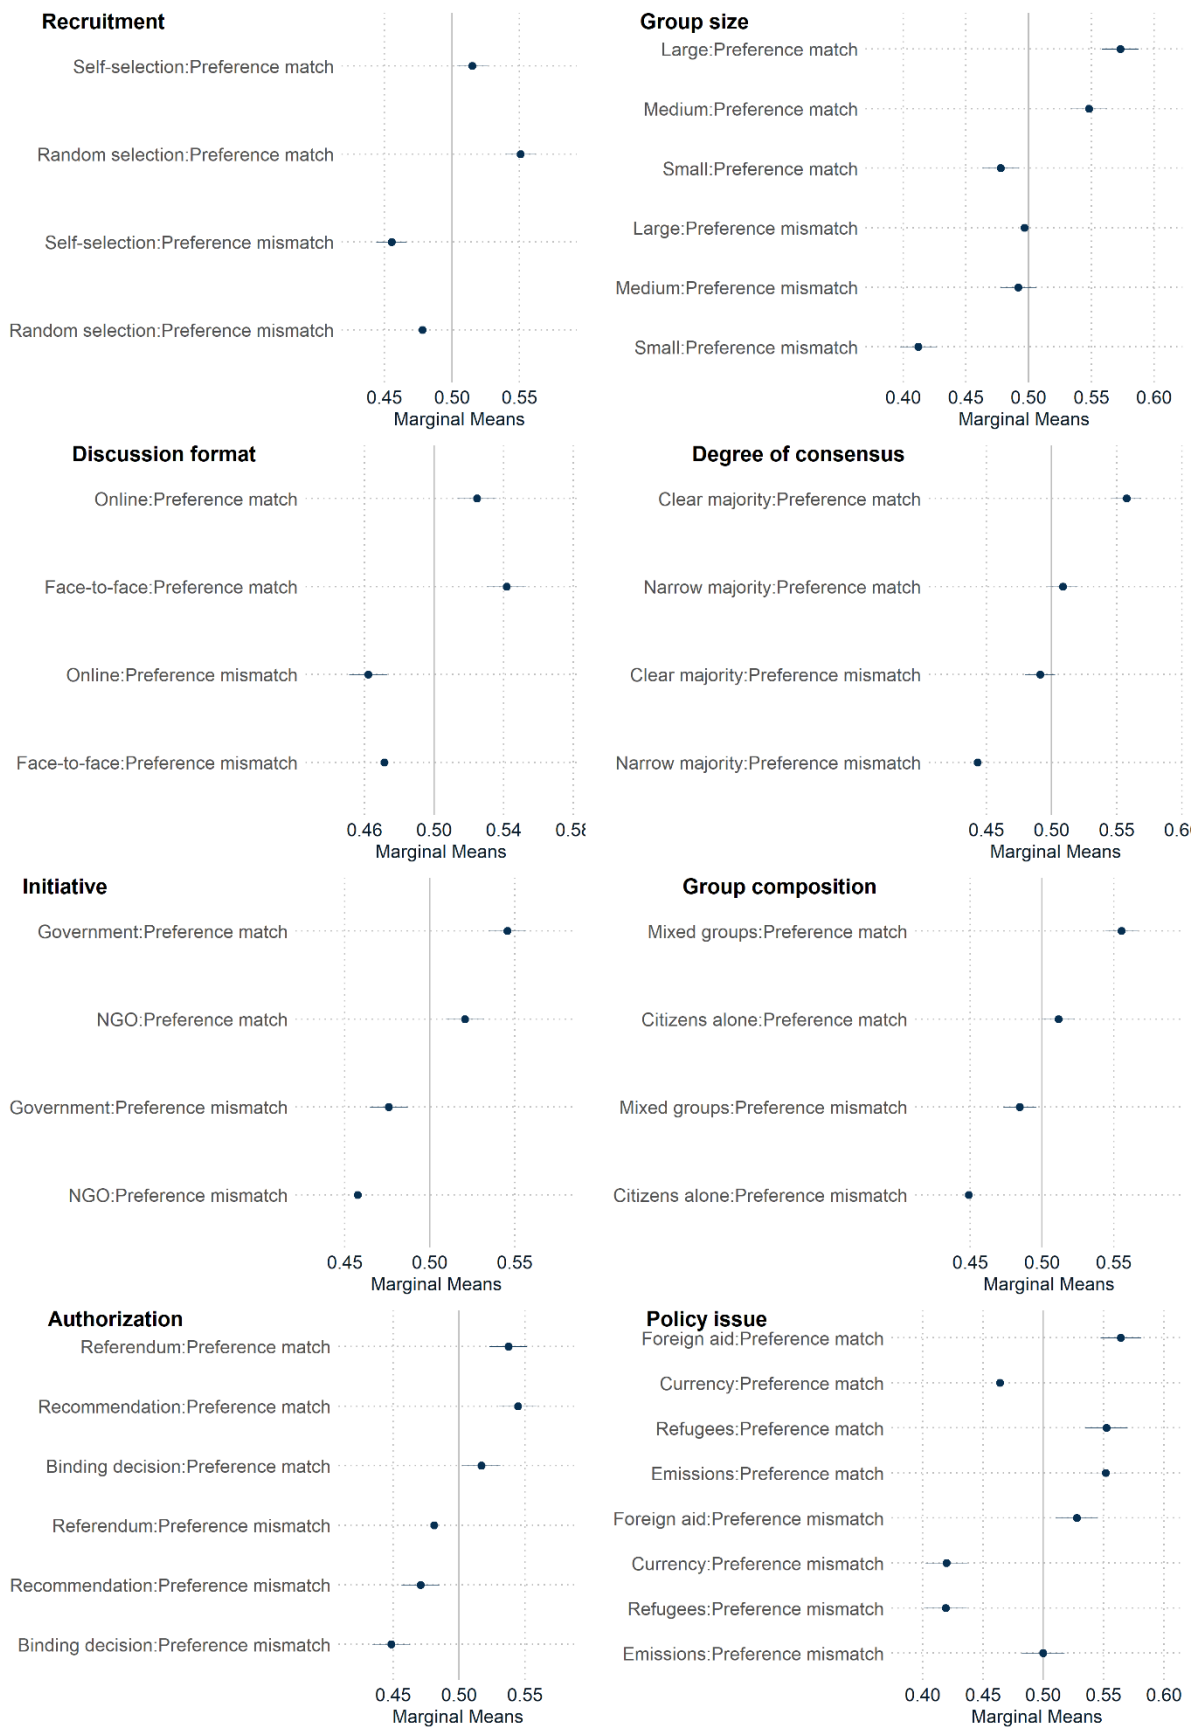 Recruitment
Self-selection:Preference match
Random selection:Preference match
Self-selection:Preference mismatch
Random selection:Preference mismatch
0.45 0.50 0.55
Marginal Means
Group size
Large:Preference match
Medium:Preference match
Small:Preference match
Large:Preference mismatch
Medium:Preference mismatch
Small:Preference mismatch
0.40 0.45 0.50 0.55 0.60
Marginal Means
Discussion format
Online:Preference match
Face-to-face:Preference match
Online:Preference mismatch
Face-to-face:Preference mismatch
0.46 0.50 0.54 0.58
Marginal Means
Degree of consensus
Clear majority:Preference match
Narrow majority:Preference match
Clear majority:Preference mismatch
Narrow majority:Preference mismatch
0.45 0.50 0.55 0.60
Marginal Means
Initiative
Government:Preference match
NGO:Preference match
Government:Preference mismatch
NGO:Preference mismatch
0.45 0.50 0.55
Marginal Means
Group composition
Mixed groups:Preference match
Citizens alone:Preference match
Mixed groups:Preference mismatch
Citizens alone:Preference mismatch
0.45 0.50 0.55
Marginal Means
Authorization
Referendum:Preference match
Recommendation:Preference match
Binding decision:Preference match
Referendum:Preference mismatch
Recommendation:Preference mismatch
Binding decision:Preference mismatch
0.45 0.50 0.55
Marginal Means
Policy issue
Foreign aid:Preference match
Currency:Preference match
Refugees:Preference match
Emissions:Preference match
Foreign aid:Preference mismatch
Currency:Preference mismatch
Refugees:Preference mismatch
Emissions:Preference mismatch
0.40 0.45 0.50 0.55 0.60
Marginal Means